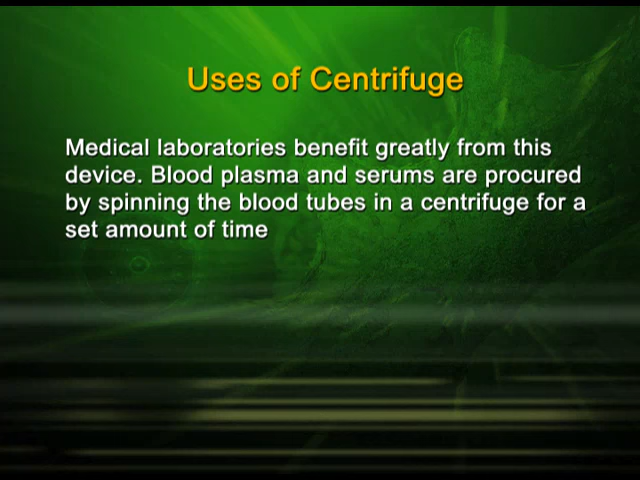 Uses of Centrifuge
Medical laboratories benefit greatly from this
device. Blood plasma and serums are procured
by spinning the blood tubes in a centrifuge for a
set amount of time